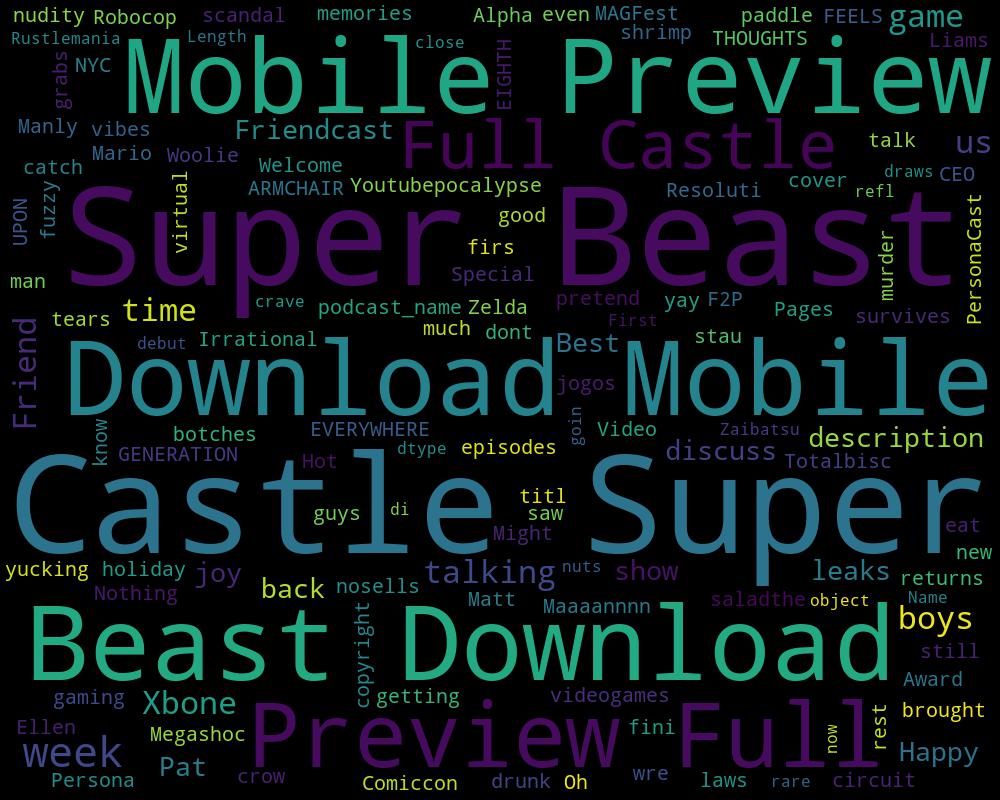 nudity Robocop scandal memories Alpha even MAGFest paddle FEELS game
Rustlemania Length close shrimp THOUGHTS Liams
grabs NYC Mobile EIGHTH Preview
Manly vibes Friendcast Full Castle talk us
Mario Woolie
catch Welcome draws CEO
UPON fuzzy virtual ARMCHAIR Youtubepocalypse Resoluti cover refl
Super good Beast murder PersonaCast
firs
man Special
tears time crave podcast_name Zelda pretend yay F2P Pages survives
much First
Friend debut Irrational dont Best stau
Download jogos Mobile
know botches EVERYWHERE goin Video Zaibatsu description
GENERATION Hot dtype episodes discuss Totalbisc
Castle guys di titl Super
saw
Might eat
new
yucking holiday joy talking nuts show leaks returns
Nothing back nosells Matt Maaaannnn saladthe object Name
Beast copyright Download boys
still
gaming Xbone getting videogames Award
Ellen Megashoc Preview fini Full now rest brought
week Pat Happy
Persona crow Comiccon drunk Oh wre laws rare circuit